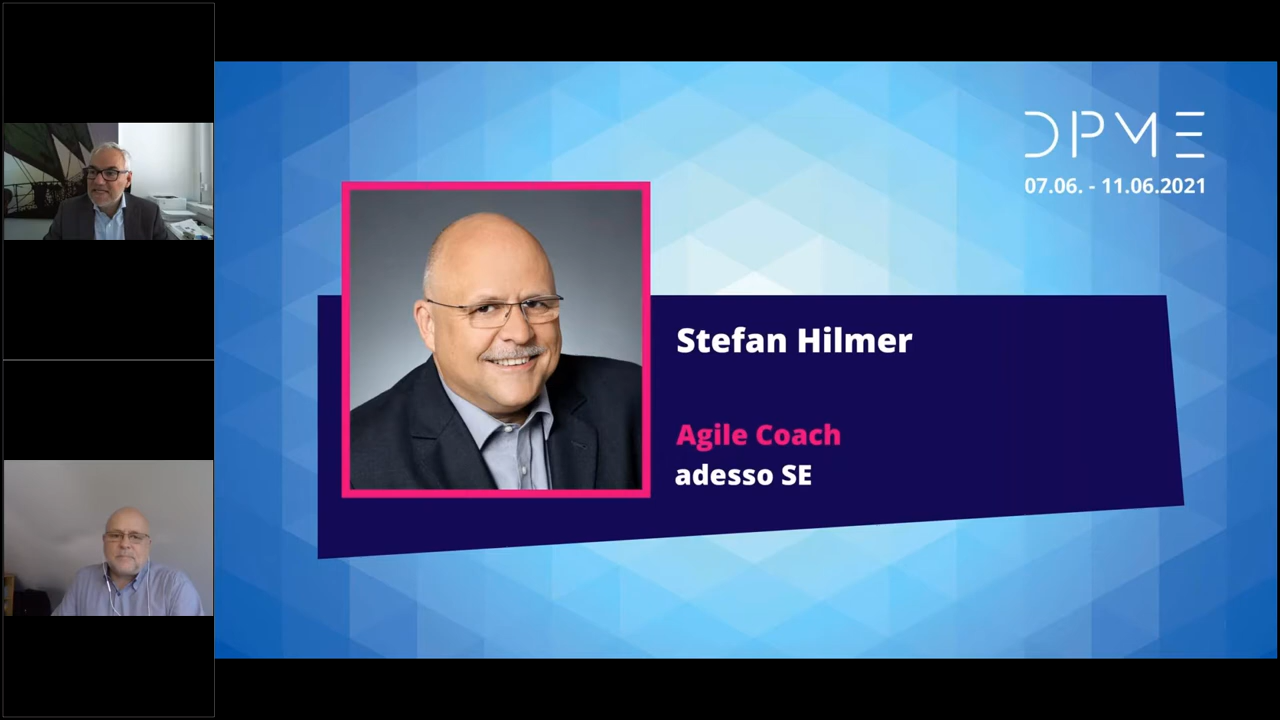 DPME
07.06. - 11.06.2021
Stefan Hilmer
Agile Coach
adesso SE